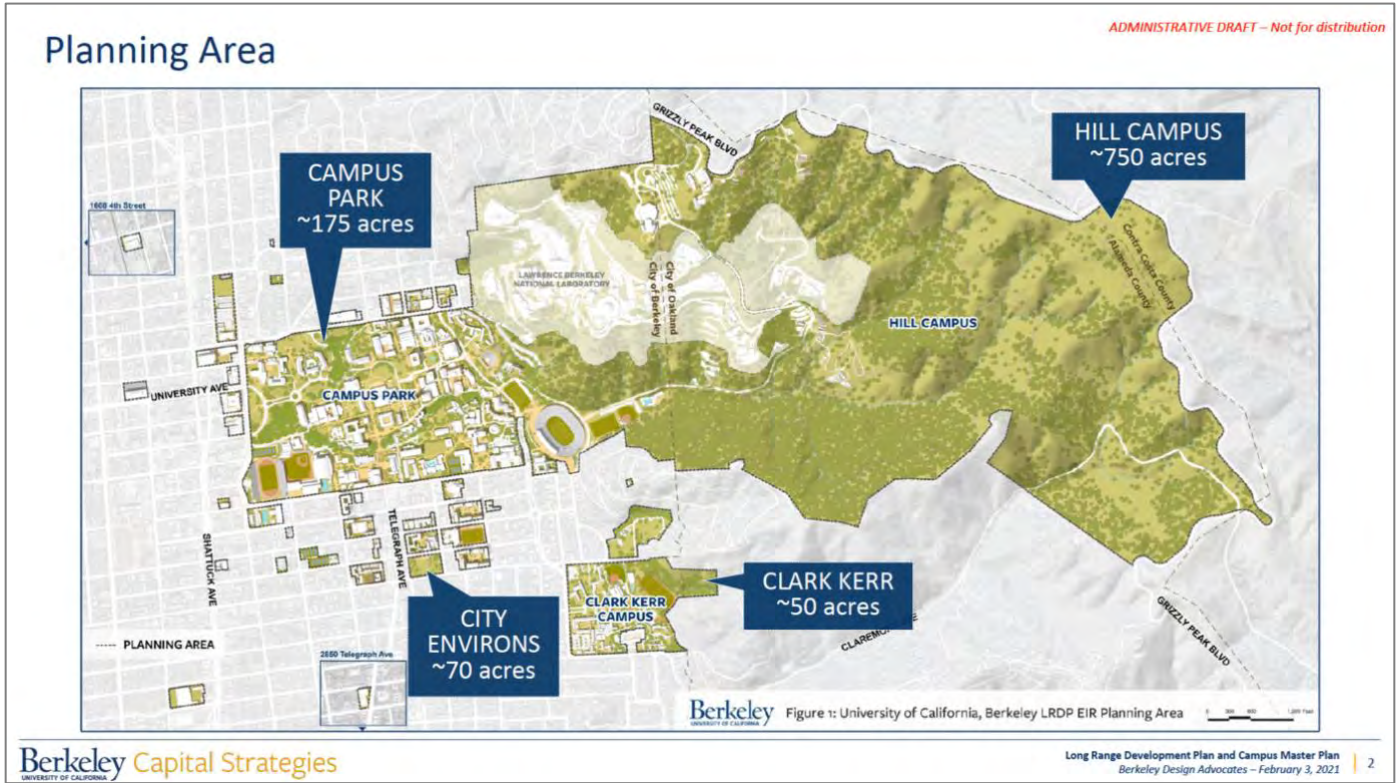 ADMINISTRATIVE DRAFT – Not for distribution
Planning Area
GRIZZLY PEAK BLVD
HILL CAMPUS
~750 acres
CAMPUS
PARK
~175 acres
1608 4th Street
Contra Costa County
Alameda County
LAWRENCE BERKELEY
NATIONAL LABORATORY
City of Oakland
City of Berkeley
HILL CAMPUS
UNIVERSITY AVE
CAMPUS PARK
SHATTUCK AVE
TELEGRAPH AVE
CLARK KERR
~50 acres
CLARK KERR
CAMPUS
CITY
ENVIRONS
~70 acres
GRIZZLY PEAK BLVD
PLANNING AREA
2850 Telegraph Ave
Berkeley
UNIVERSITY OF CALIFORNIA
Figure 1: University of California, Berkeley LRDP EIR Planning Area
Berkeley Capital Strategies
UNIVERSITY OF CALIFORNIA
Long Range Development Plan and Campus Master Plan
Berkeley Design Advocates – February 3, 2021
2